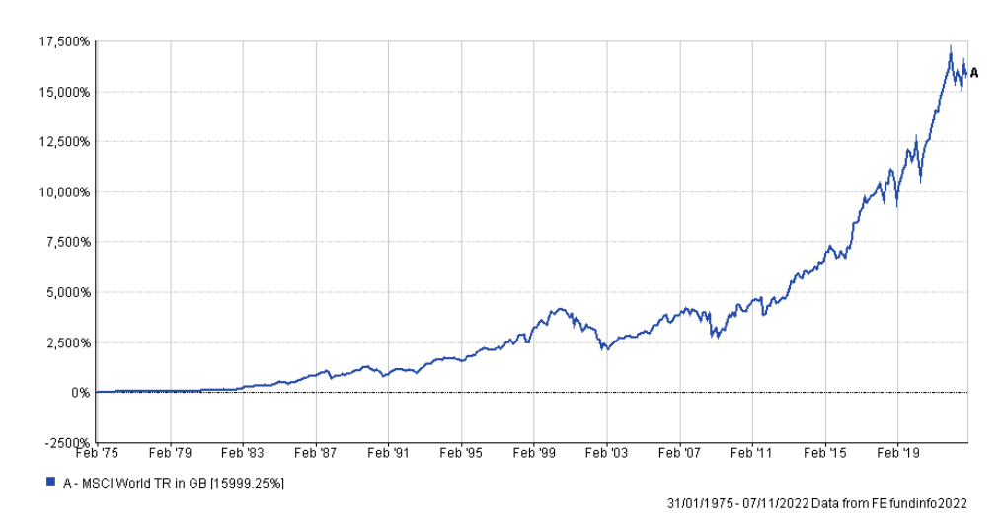 17,500%
15,000%
12,500%
10,000%
7,500%
5,000%
2,500%
0%
-2500%
Feb '75 Feb '79 Feb '83 Feb '87 Feb '91 Feb '95 Feb '99 Feb '03 Feb '07 Feb '11 Feb '15 Feb '19
A
A - MSCI World TR in GB [15999.25%]
31/01/1975 - 07/11/2022 Data from FE fundinfo2022